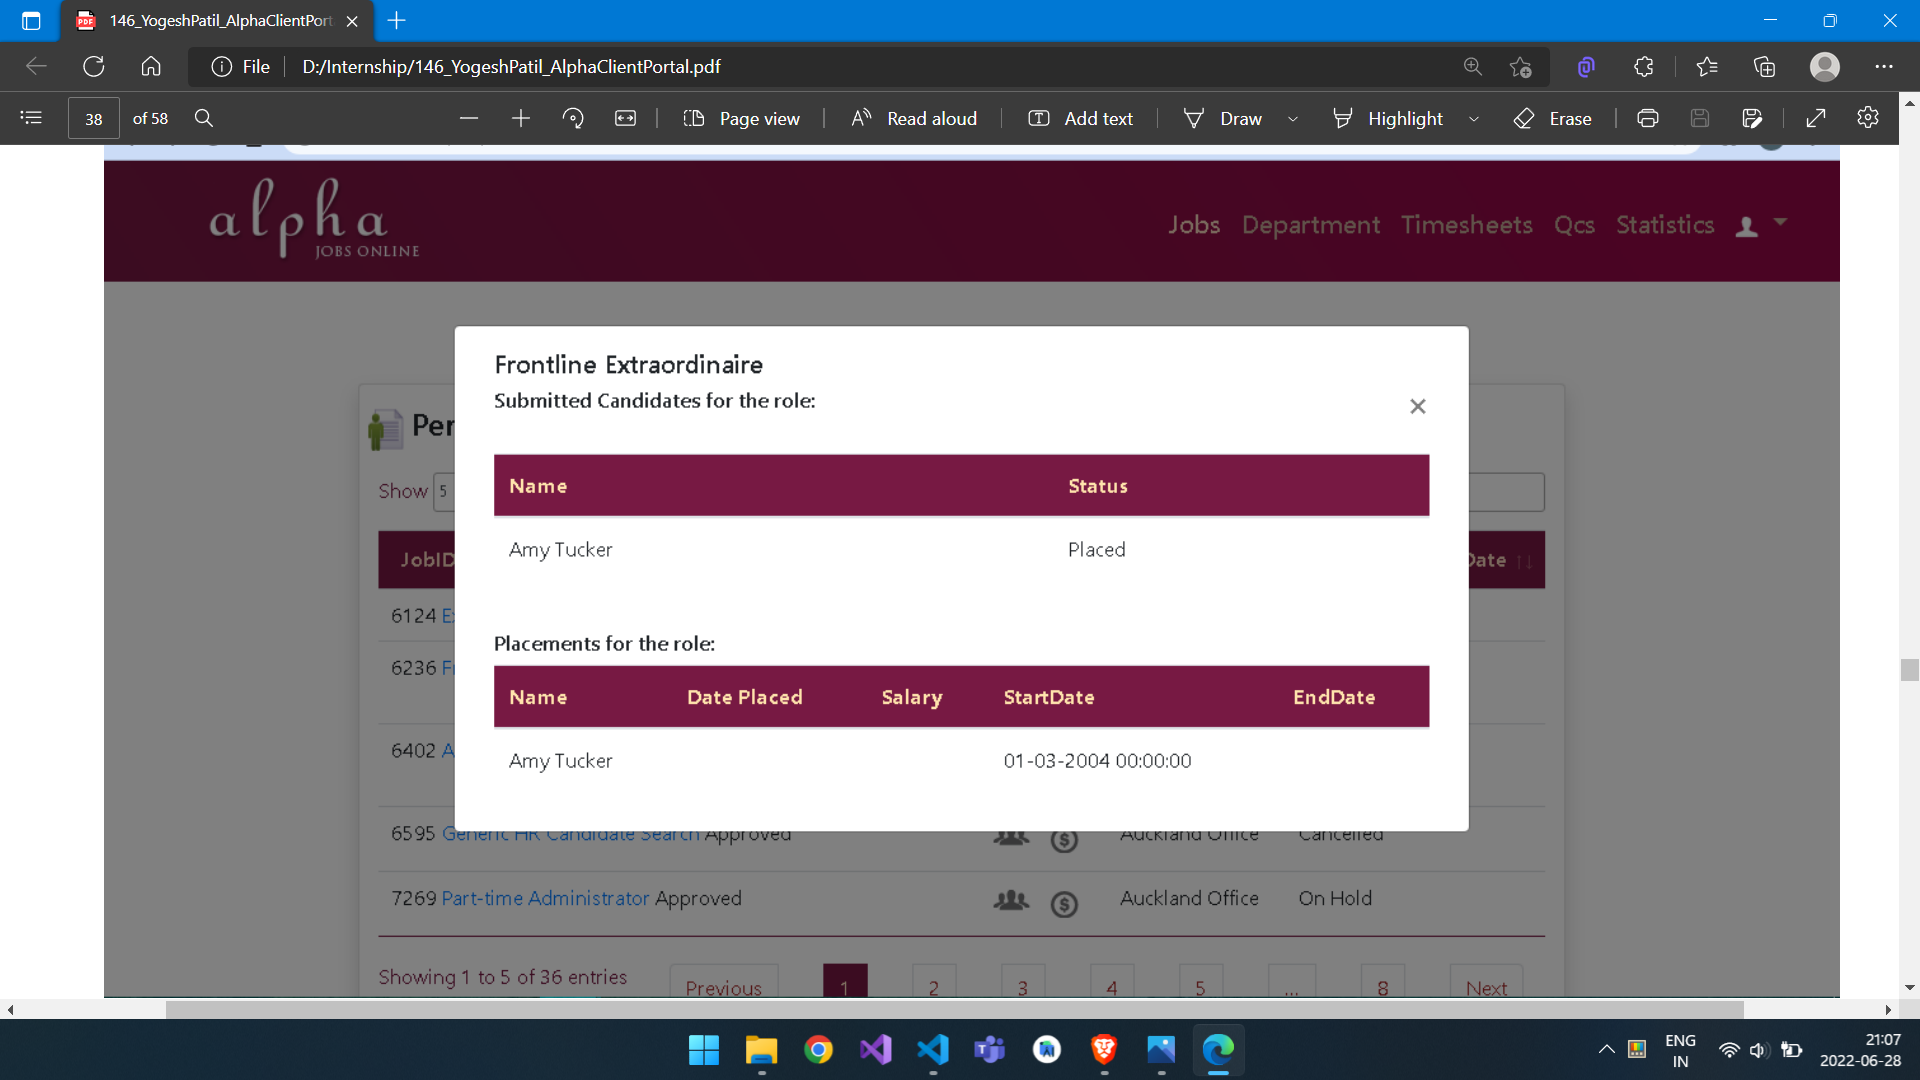 146_YogeshPatil_AlphaClientPort
File
D:/Internship/146_YogeshPatil_AlphaClientPortal.pdf
38 of 58
Page view
Read aloud
Add text
Draw
Highlight
Erase
alpha
JOBS ONLINE
Jobs Department Timesheets Qcs Statistics
Frontline Extraordinaire
Submitted Candidates for the role:
×
Per
Show 5
Name Status
Amy Tucker Placed
JobID Date
6124 Ex
6236 Fr
6402 A
Placements for the role:
Name Date Placed Salary StartDate EndDate
Amy Tucker 01-03-2004 00:00:00
6595 Generic HR Candidate Search Approved Auckland Office Cancelled
7269 Part-time Administrator Approved Auckland Office On Hold
Showing 1 to 5 of 36 entries
Previous 1 2 3 4 5 ... 8 Next
ENG
IN
21:07
2022-06-28